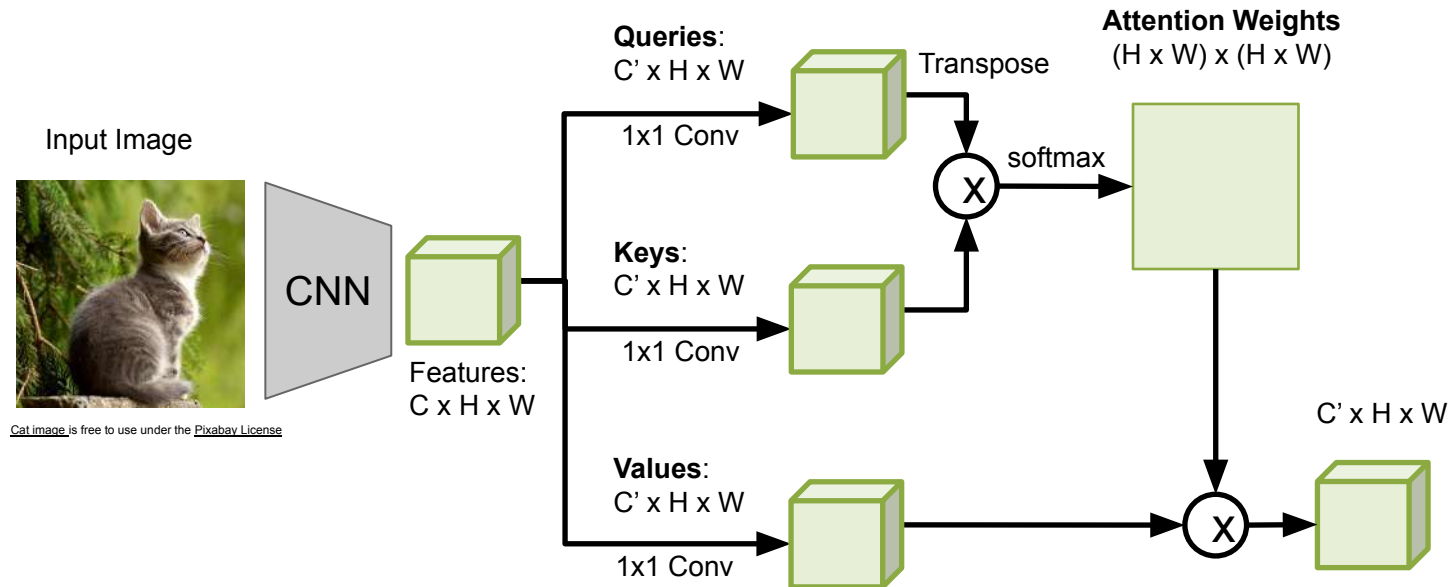 Input Image
Cat image is free to use under the Pixabay License
CNN
Features:
C x H x W
Queries:
C’ x H x W
1x1 Conv
Keys:
C’ x H x W
1x1 Conv
Values:
C’ x H x W
1x1 Conv
Transpose
X
softmax
Attention Weights
(H x W) x (H x W)
X
C’ x H x W